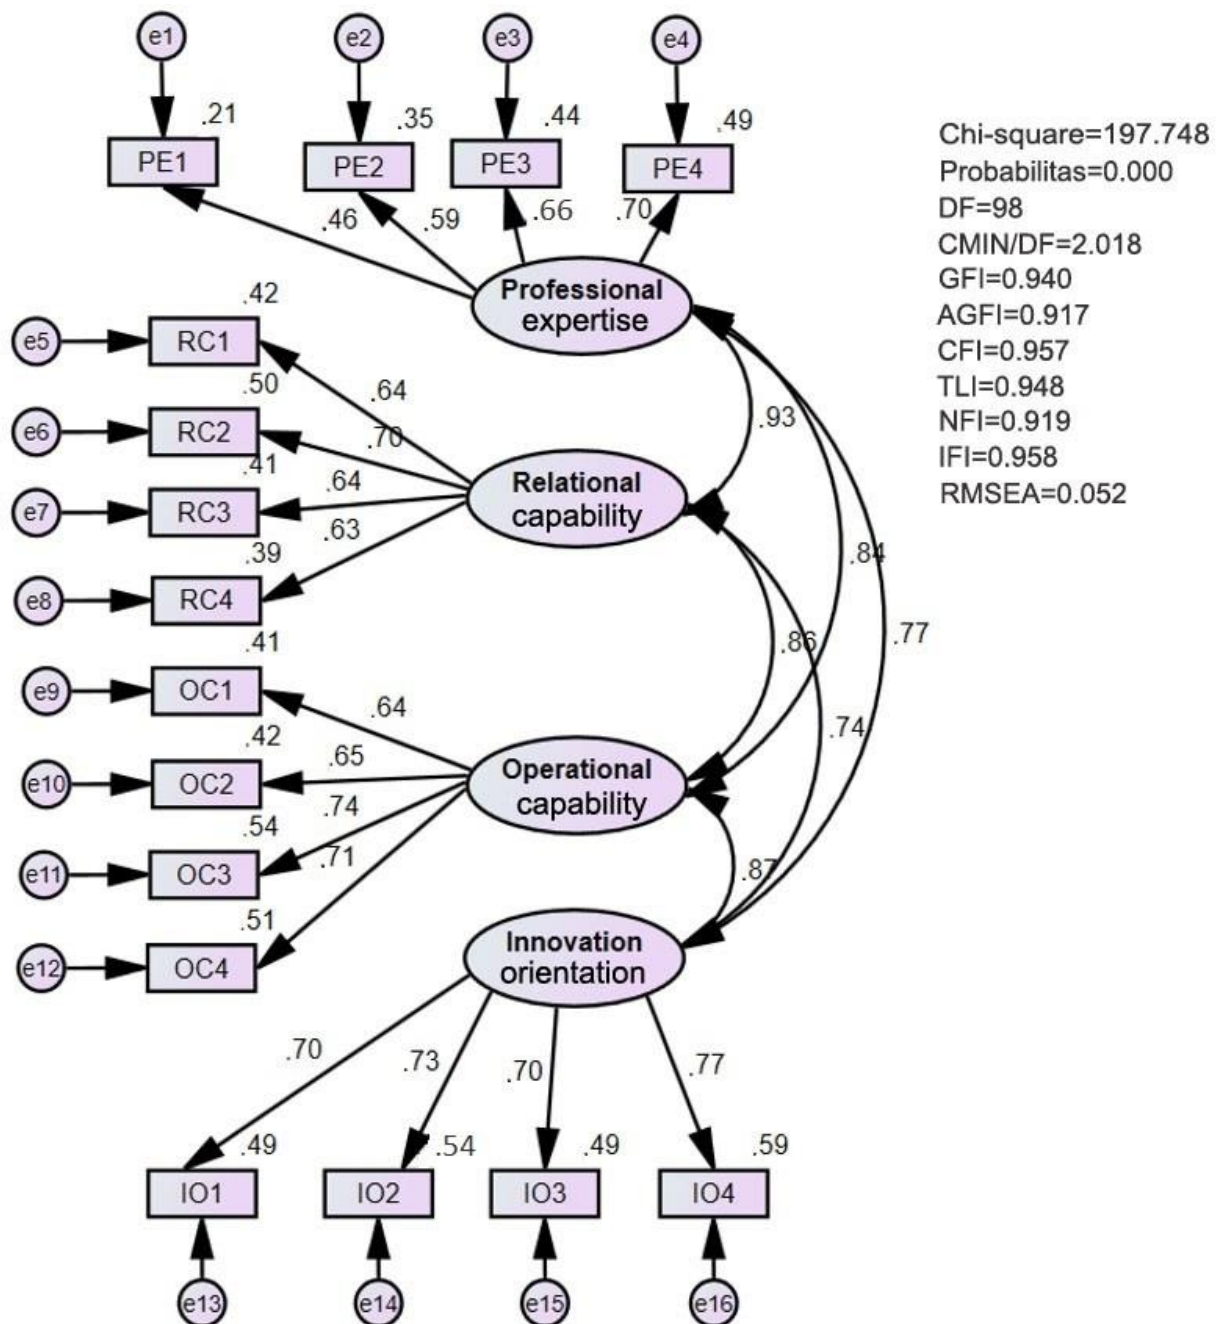 e1
e2
e3
e4
.21
.35
.44
.49
PE1
PE2
PE3
PE4
.46
.59
.66
.70
Professional
expertise
Chi-square=197.748
Probabilitas=0.000
DF=98
CMIN/DF=2.018
GFI=0.940
AGFI=0.917
CFI=0.957
TLI=0.948
NFI=0.919
IFI=0.958
RMSEA=0.052
.42
e5
RC1
.64
.50
e6
RC2
.70
.41
e7
RC3
.64
.63
.39
e8
RC4
Relational
capability
.93
.84
.86
.77
.74
.87
.41
e9
OC1
.64
.42
e10
OC2
.65
.74
.54
e11
OC3
.71
.51
e12
OC4
Operational
capability
Innovation
orientation
.70
.73
.70
.77
.49
.54
.49
.59
IO1
IO2
IO3
IO4
e13
e14
e15
e16